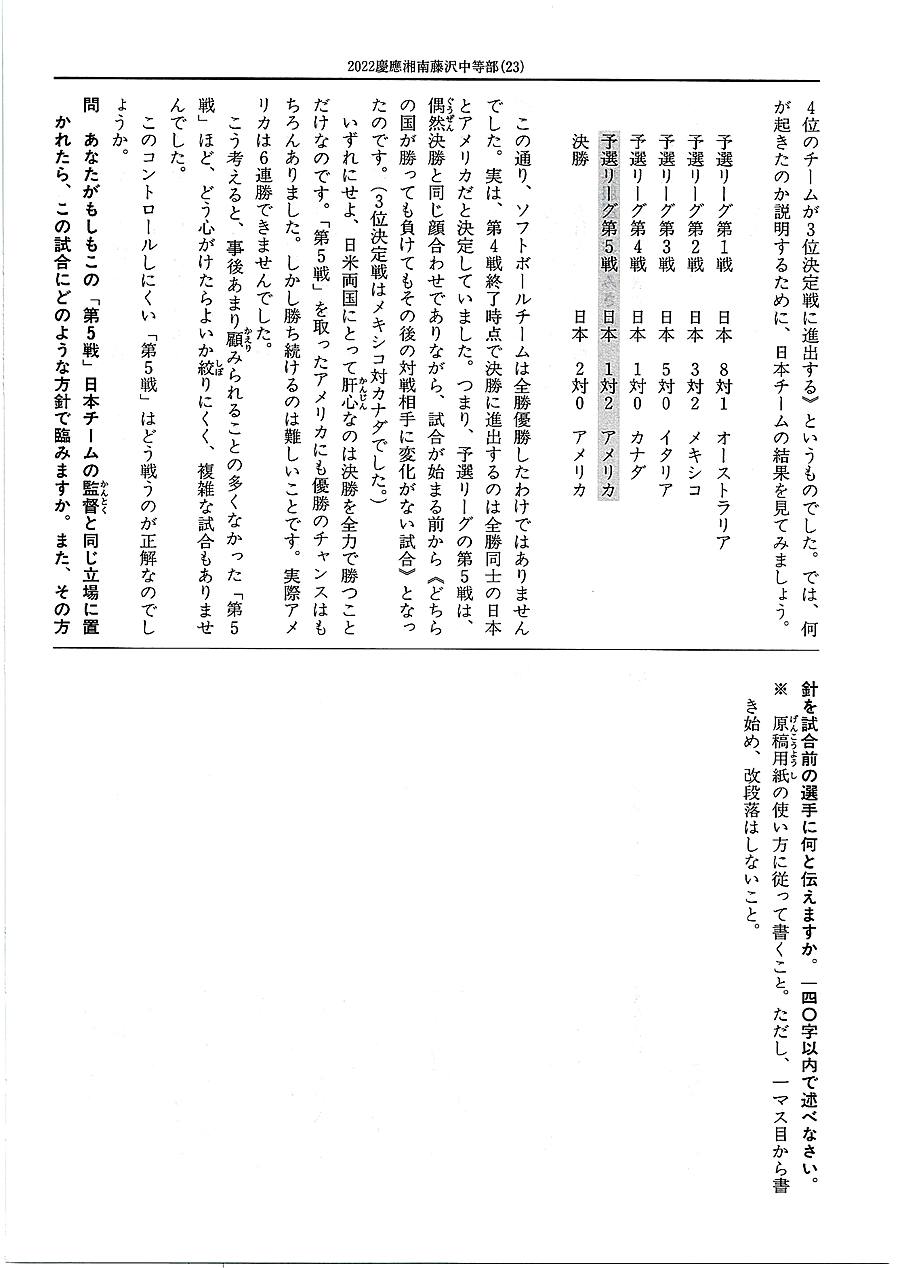 2022慶應湘南藤沢中等部(23)
4位のチームが3位決定戦に進出する》というものでした。では、何
が起きたのか説明するために、日本チームの結果を見てみましょう。
予選リーグ第1戦 日本 8対1 オーストラリア
予選リーグ第2戦 日本 3対2 メキシコ
予選リーグ第3戦 日本 5対0 イタリア
予選リーグ第4戦 日本 1対0 カナダ
予選リーグ第5戦 日本 1対2 アメリカ
決勝 日本 2対0 アメリカ
この通り、ソフトボールチームは全勝優勝したわけではありません
でした。実は、第4戦終了時点で決勝に進出するのは全勝同士の日本
とアメリカだと決定していました。つまり、予選リーグの第5戦は、
偶然ぐうぜん決勝と同じ顔合わせでありながら、試合が始まる前から《どちら
の国が勝っても負けてもその後の対戦相手に変化がない試合》となっ
たのです。(3位決定戦はメキシコ対カナダでした。)
いずれにせよ、日米両国にとって肝心かんじんなのは決勝を全力で勝つこと
だけなのです。「第5戦」を取ったアメリカにも優勝のチャンスはも
ちろんありました。しかし勝ち続けるのは難しいことです。実際アメ
リカは6連勝できませんでした。
こう考えると、事後あまり顧かえりみられることの多くなかった「第5
戦」ほど、どう心がけたらよいか絞しぼりにくく、複雑な試合もありませ
んでした。
このコントロールしにくい「第5戦」はどう戦うのが正解なのでし
ょうか。
問 あなたがもしもこの「第5戦」日本チームの監督かんとくと同じ立場に置
かれたら、この試合にどのような方針で臨みますか。また、その方
針を試合前の選手に何と伝えますか。一四〇字以内で述べなさい。
※ 原稿用紙げんこうようしの使い方に従って書くこと。ただし、一マス目から書
き始め、改段落はしないこと。